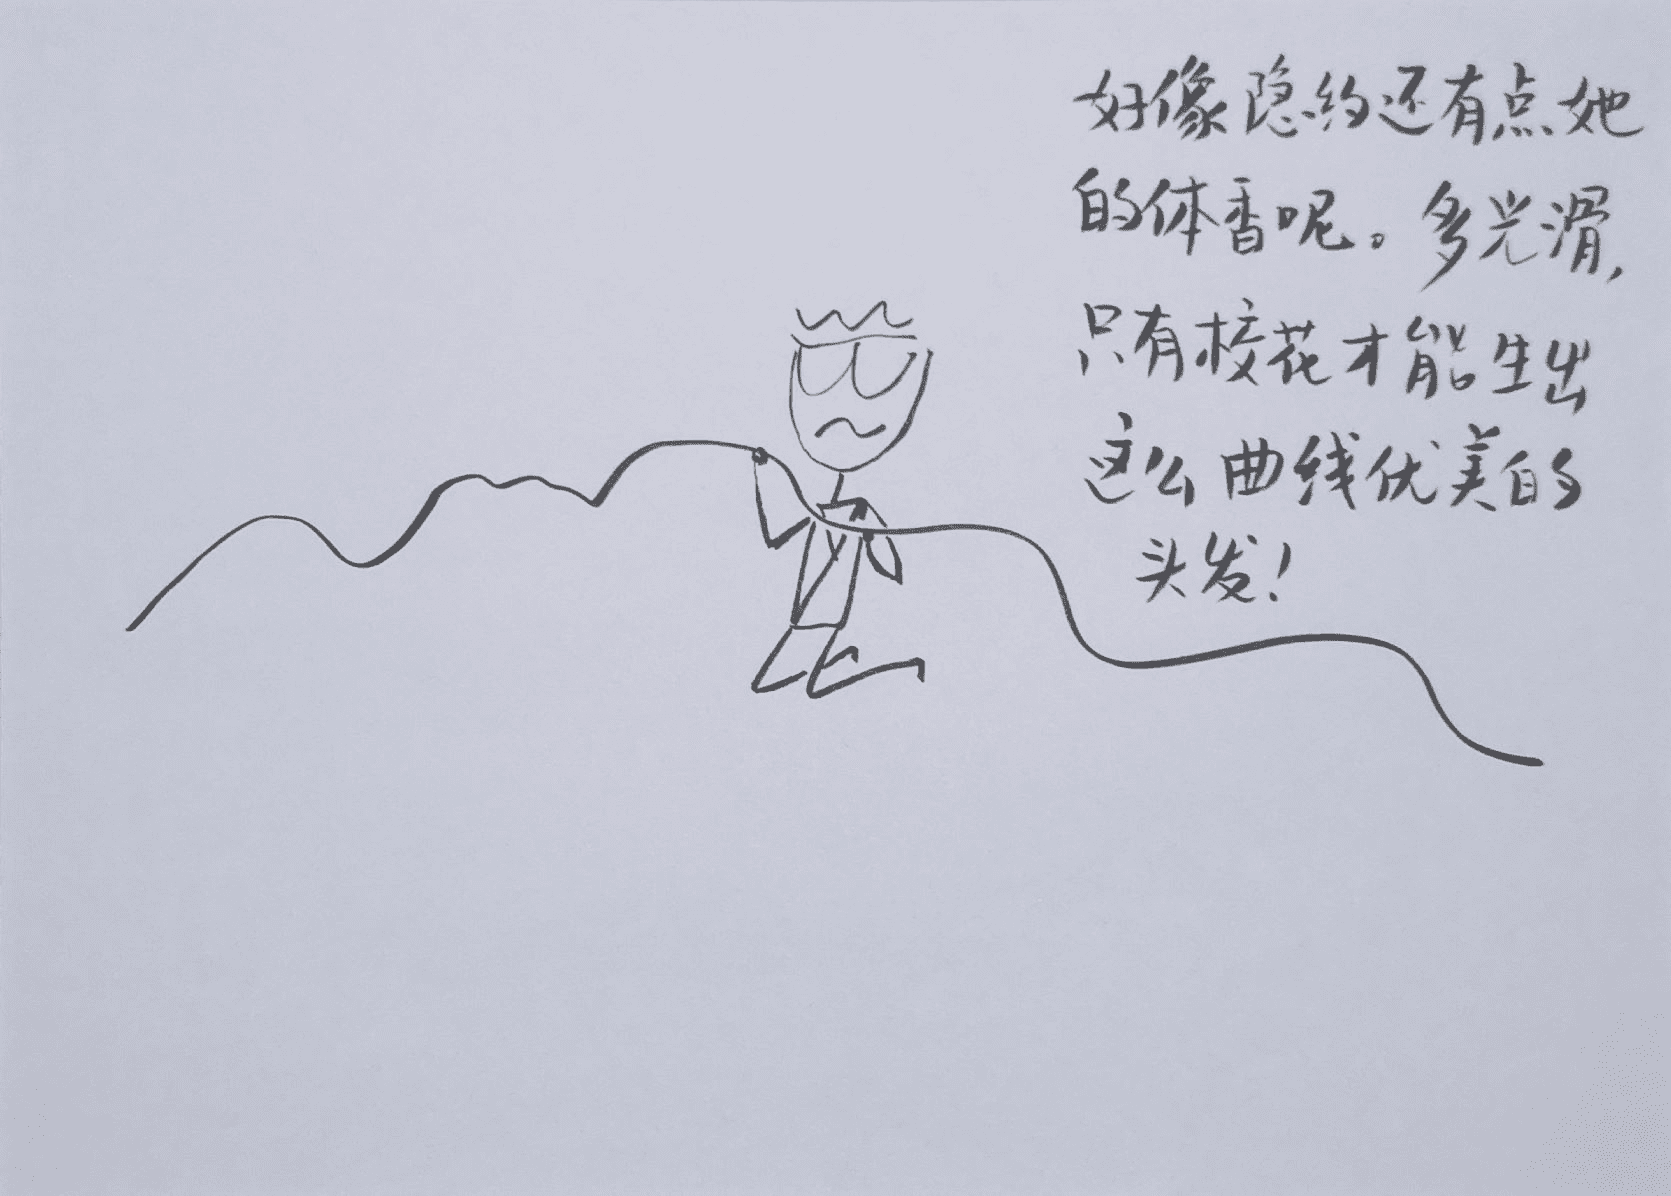 好像隐约还有点她
的体香呢。多光滑,
只有校花才能生出
这么曲线优美的
头发!